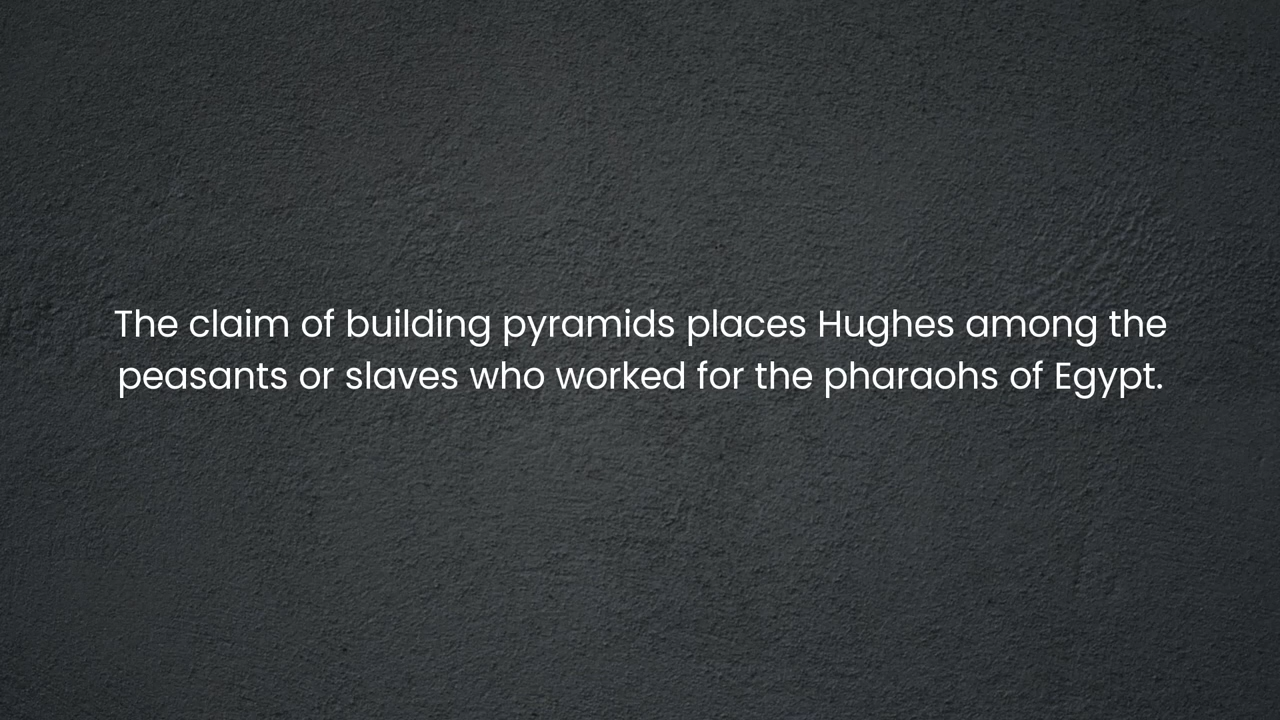 The claim of building pyramids places Hughes among the
peasants or slaves who worked for the pharaohs of Egypt.